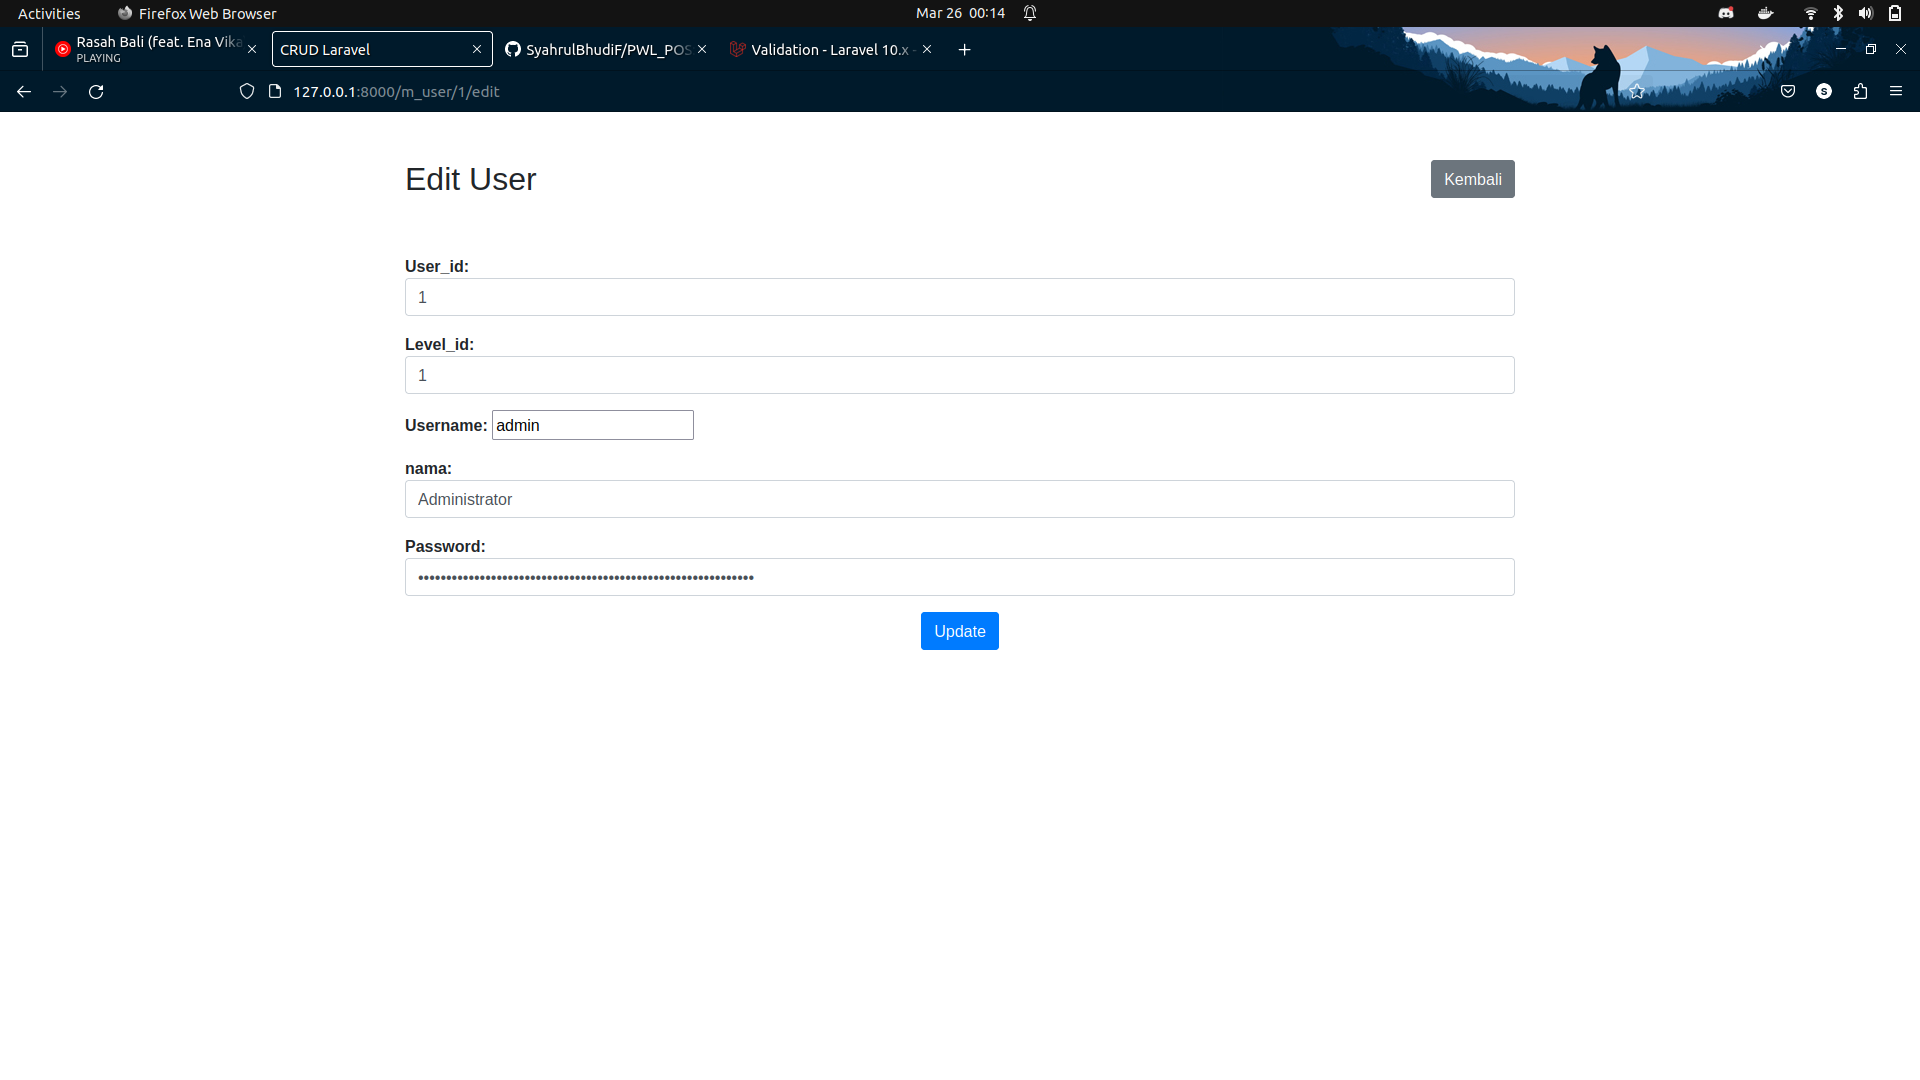 Activities
Firefox Web Browser
Mar 26 00:14
Rasah Bali (feat. Ena Vika
PLAYING
CRUD Laravel
SyahrulBhudiF/PWL_POS
Validation - Laravel 10.x -
127.0.0.1:8000/m_user/1/edit
S
Edit User
Kembali
User_id:
1
Level_id:
1
Username: admin
nama:
Administrator
Password:
••••••••••••••••••••••••••••••••••••••••••••••••••••••••••••
Update